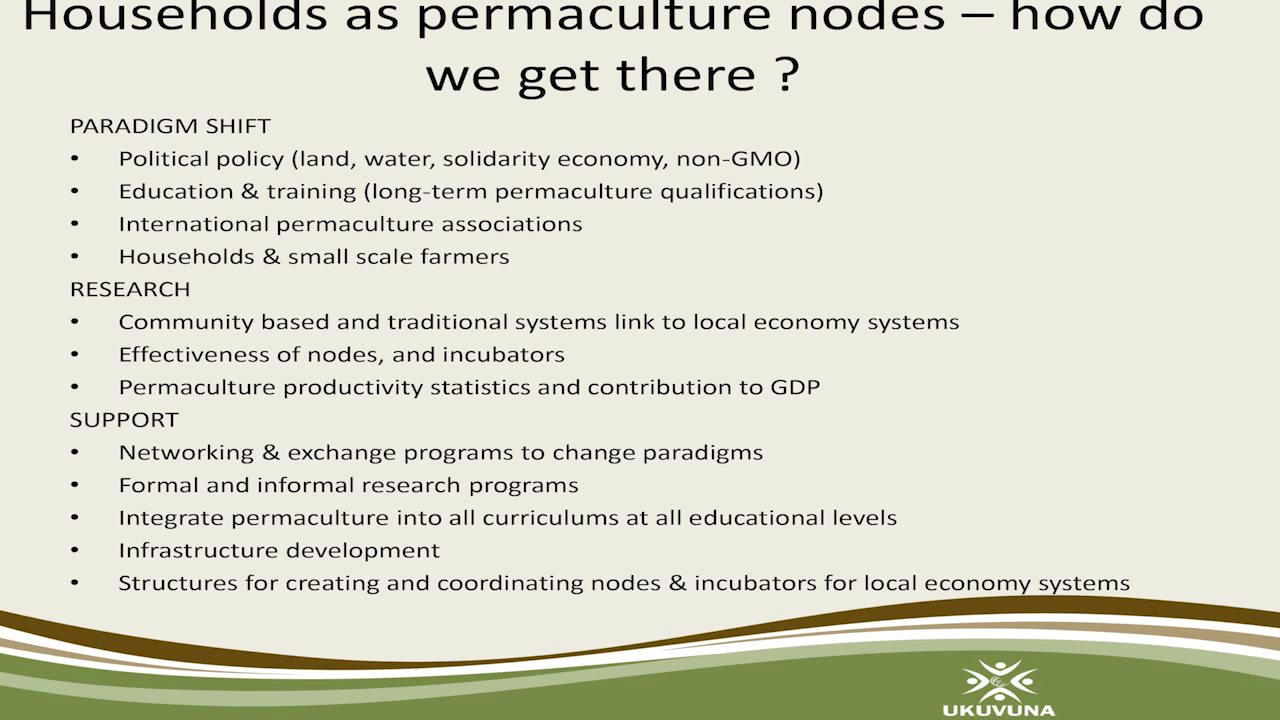 Households as permaculture nodes – how do
we get there ?
PARADIGM SHIFT
• Political policy (land, water, solidarity economy, non-GMO)
• Education & training (long-term permaculture qualifications)
• International permaculture associations
• Households & small scale farmers
RESEARCH
• Community based and traditional systems link to local economy systems
• Effectiveness of nodes, and incubators
• Permaculture productivity statistics and contribution to GDP
SUPPORT
• Networking & exchange programs to change paradigms
• Formal and informal research programs
• Integrate permaculture into all curriculums at all educational levels
• Infrastructure development
• Structures for creating and coordinating nodes & incubators for local economy systems
UKUVUNA